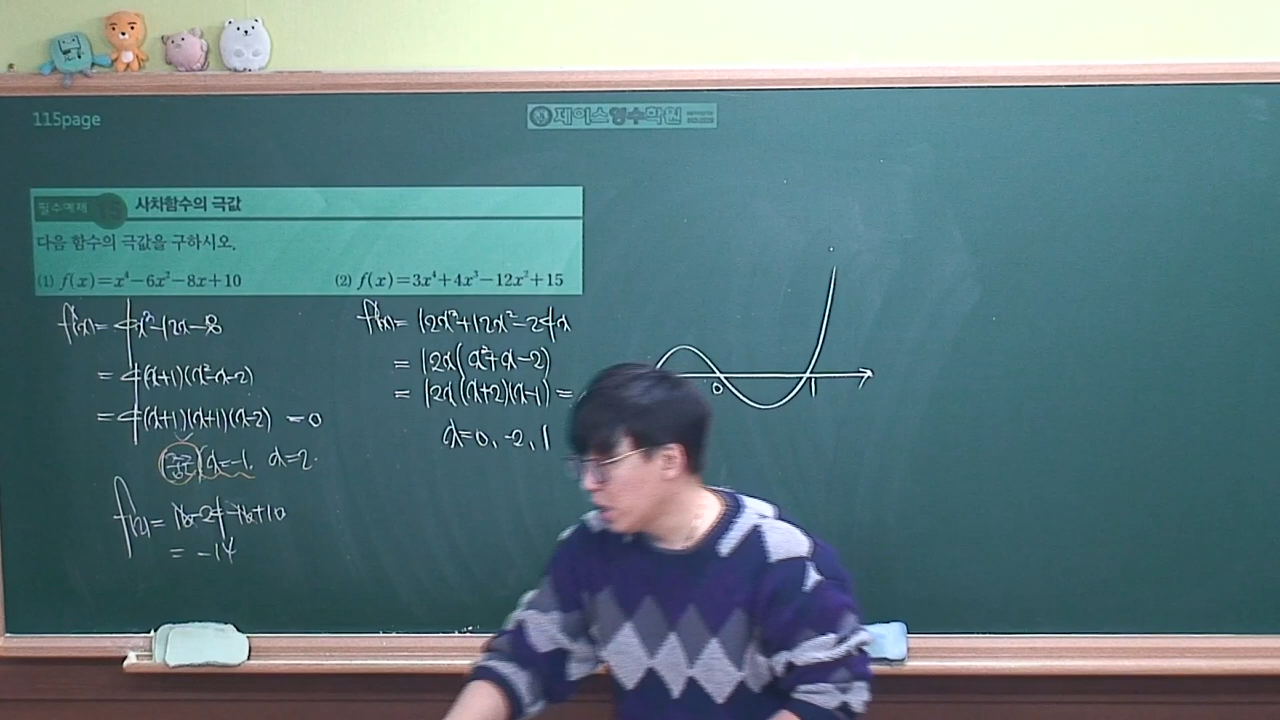 115page
제이스영수학원
필수예제 15 사차함수의 극값
다음 함수의 극값을 구하시오.
(1) f(x)=x⁴−6x²−8x+10
(2) f(x)=3x⁴+4x³−12x²+15
f'(x)= 4x³−12x−8
= 4(x+1)(x²−x−2)
= 4(x+1)(x+1)(x−2) =0
(중근) x=−1, x=2.
f(2)= 16−24−16+10
= −14
f'(x)= 12x³+12x²−24x
= 12x(x²+x−2)
= 12x(x+2)(x−1) =
x=0, −2, 1
0 1